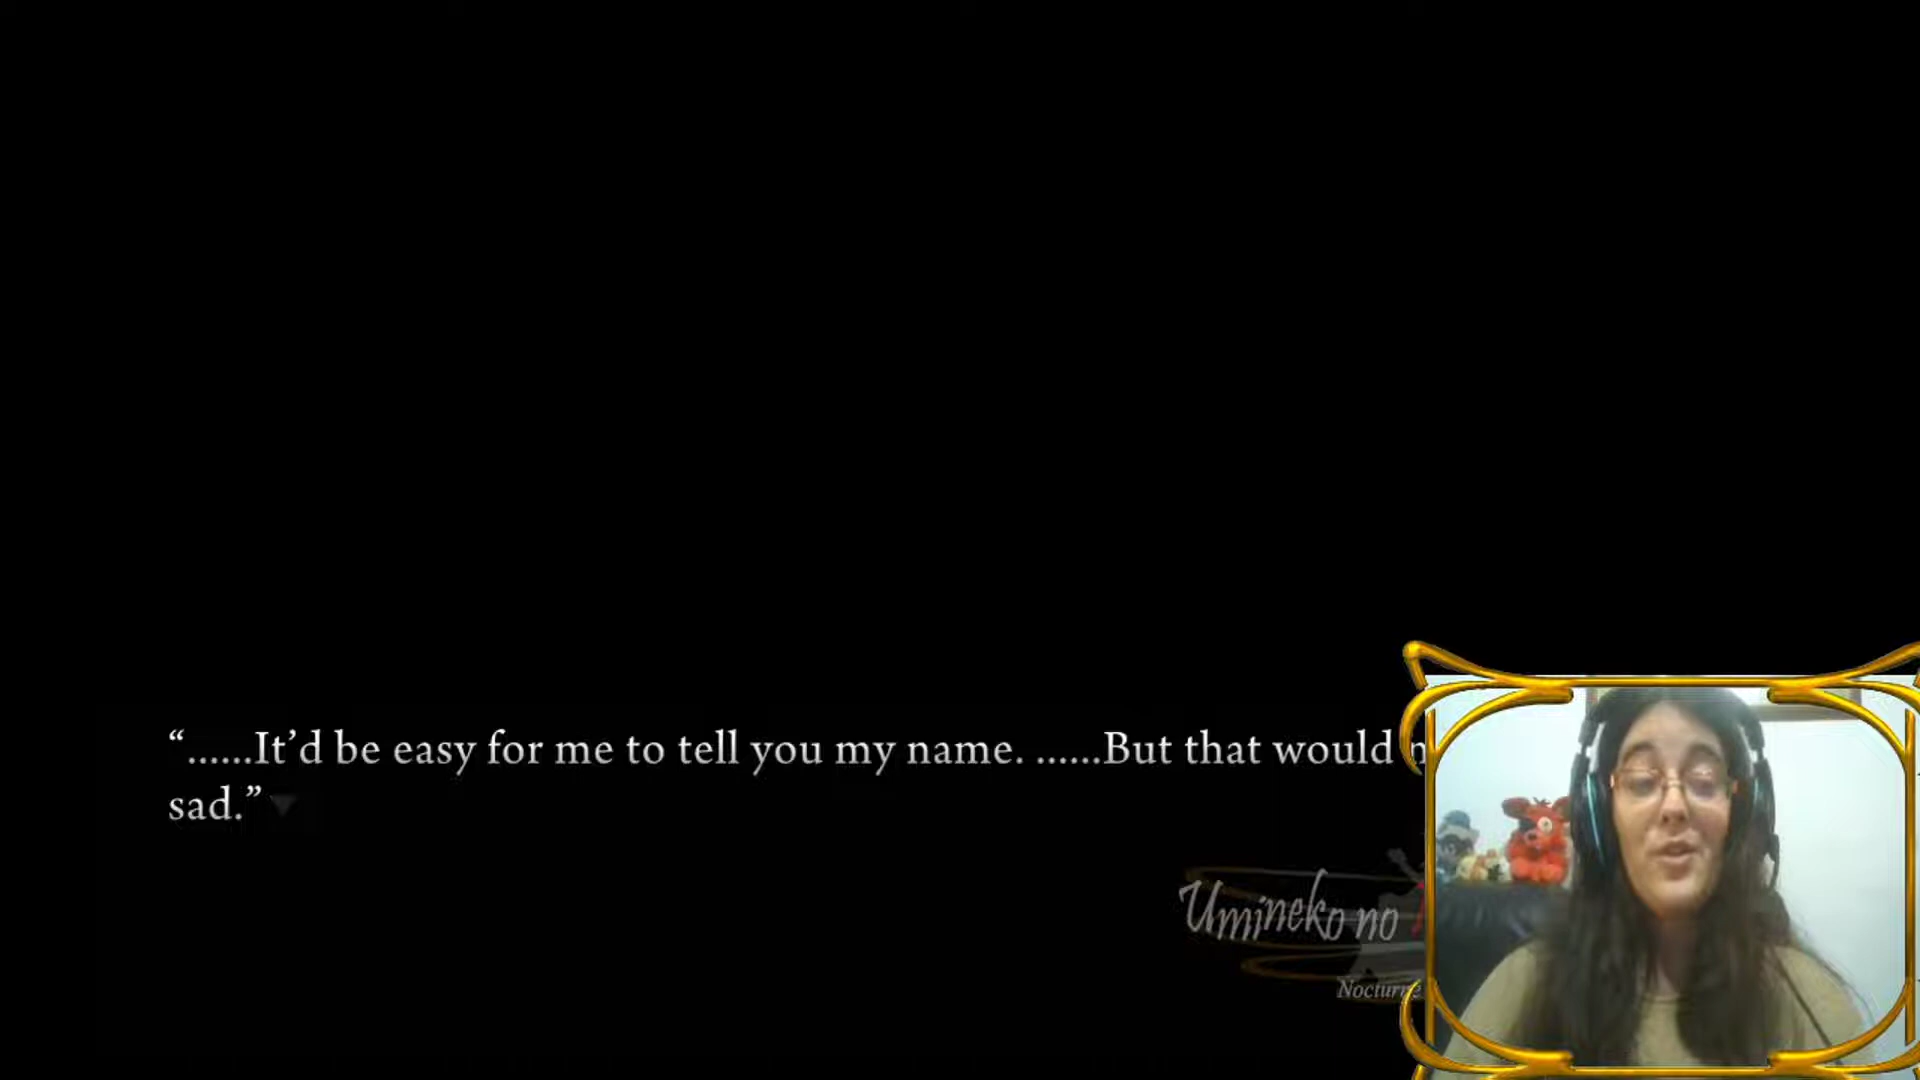 “......It’d be easy for me to tell you my name. ......But that would
sad.”
Umineko no
Nocturne